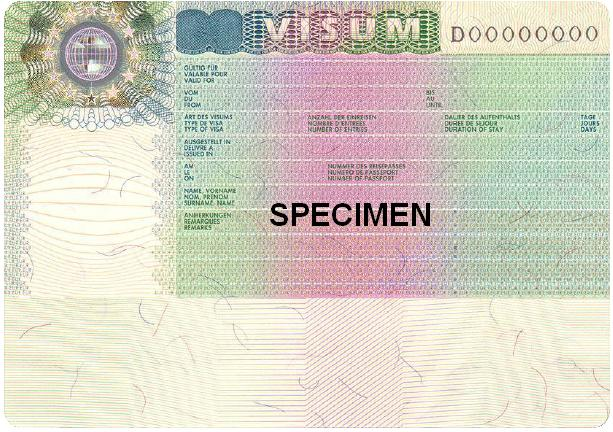 VISUM D00000000
GÜLTIG FÜR
VALABLE POUR
VALID FOR
VOM BIS
DU AU
FROM UNTIL
ART DES VISUMS ANZAHL DER EINREISEN DAUER DES AUFENTHALTS TAGE
TYPE DE VISA NOMBRE D'ENTREES DUREE DE SEJOUR JOURS
TYPE OF VISA NUMBER OF ENTRIES DURATION OF STAY DAYS
AUSGESTELLT IN
DELIVRE A
ISSUED IN
AM NUMMER DES REISEPASSES
LE NUMERO DE PASSEPORT
ON NUMBER OF PASSPORT
NAME, VORNAME
NOM, PRENOM
SURNAME, NAME
SPECIMEN
ANMERKUNGEN
REMARQUES
REMARKS